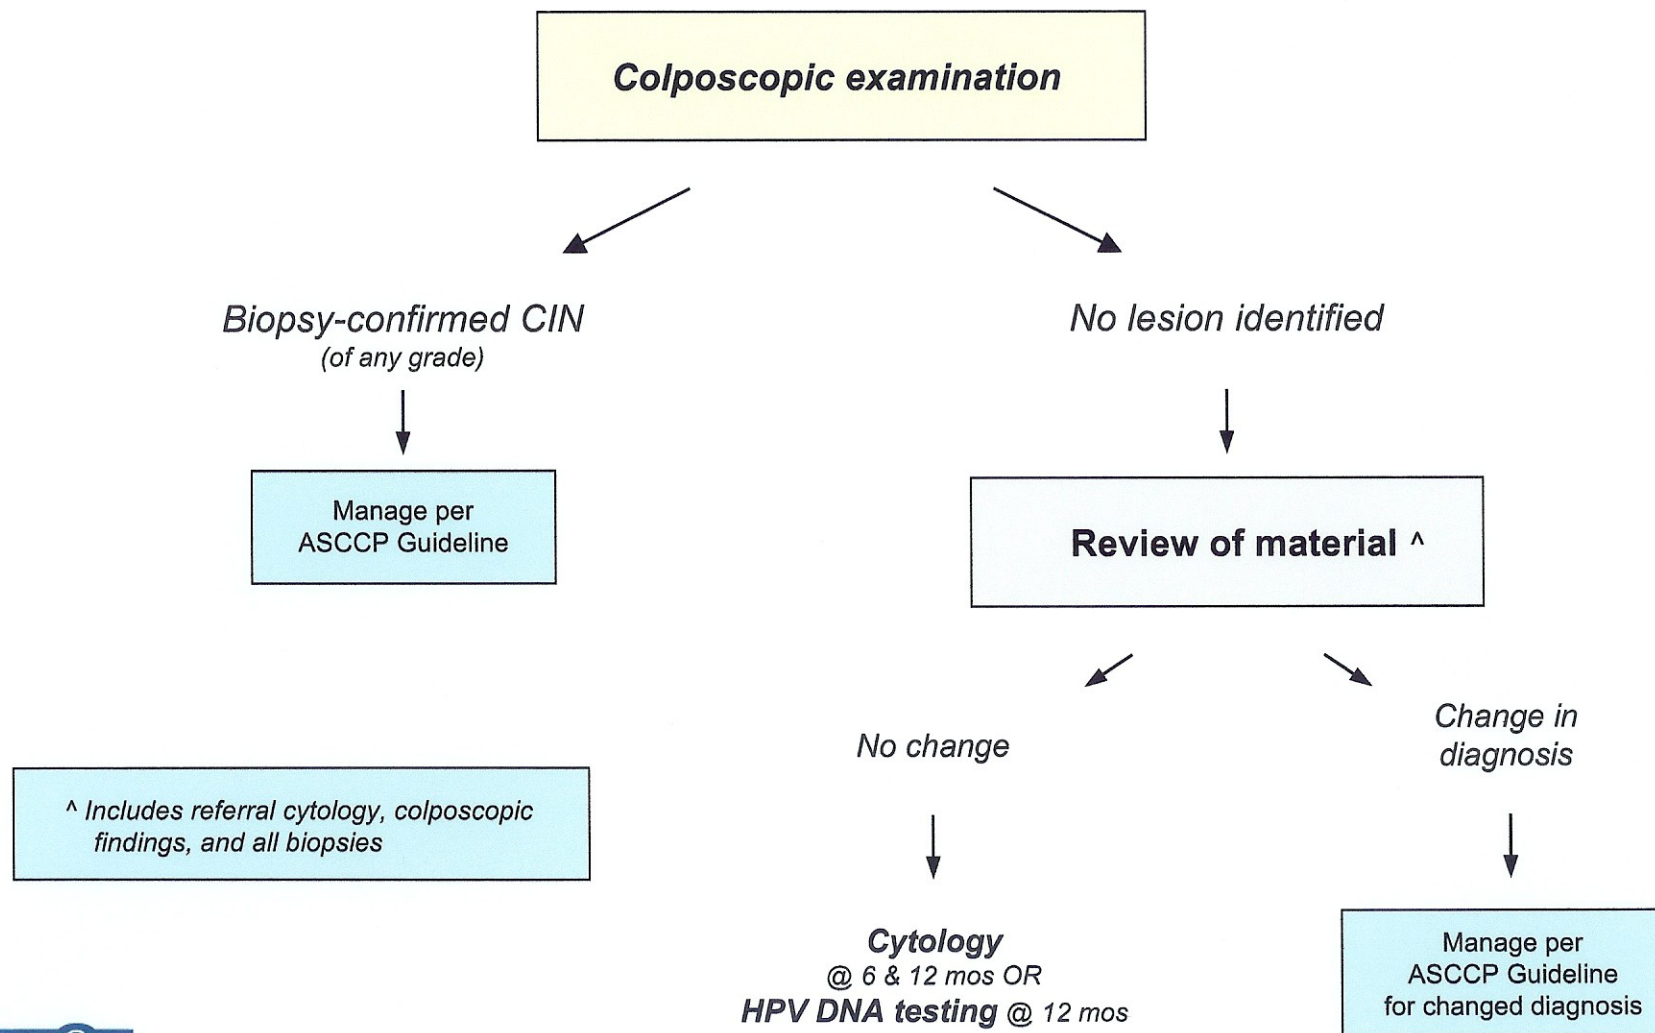 Colposcopic examination
Biopsy-confirmed CIN
(of any grade)
No lesion identified
Manage per
ASCCP Guideline
Review of material ^
No change
Change in
diagnosis
^ Includes referral cytology, colposcopic
findings, and all biopsies
Cytology
@ 6 & 12 mos OR
HPV DNA testing @ 12 mos
Manage per
ASCCP Guideline
for changed diagnosis